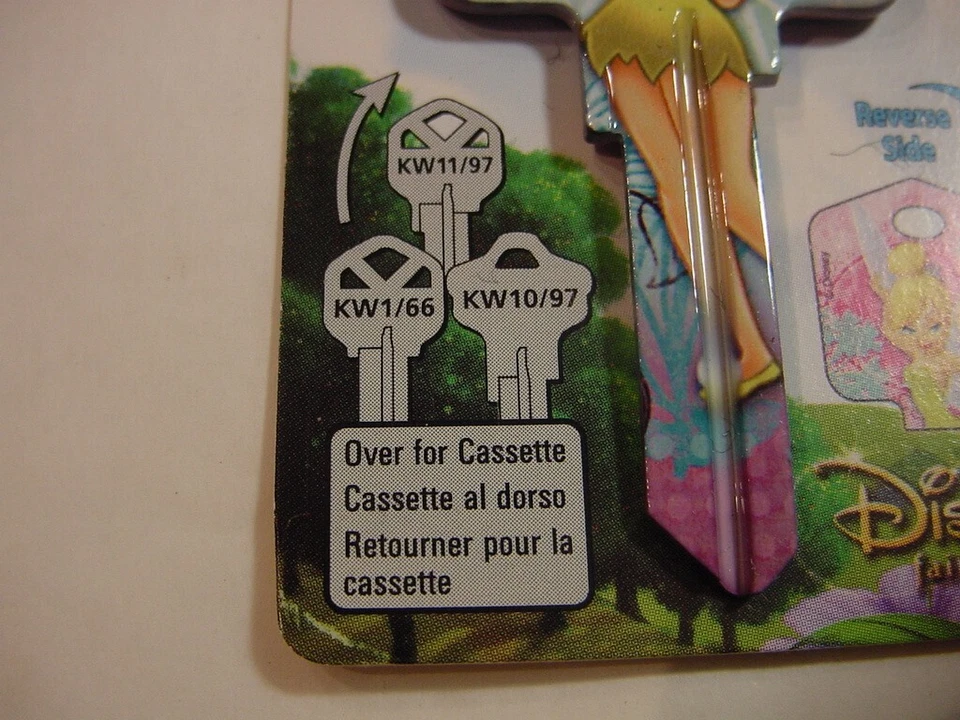 KW11/97
KW1/66
KW10/97
Over for Cassette
Cassette al dorso
Retourner pour la
cassette
Reverse
Side
Disney